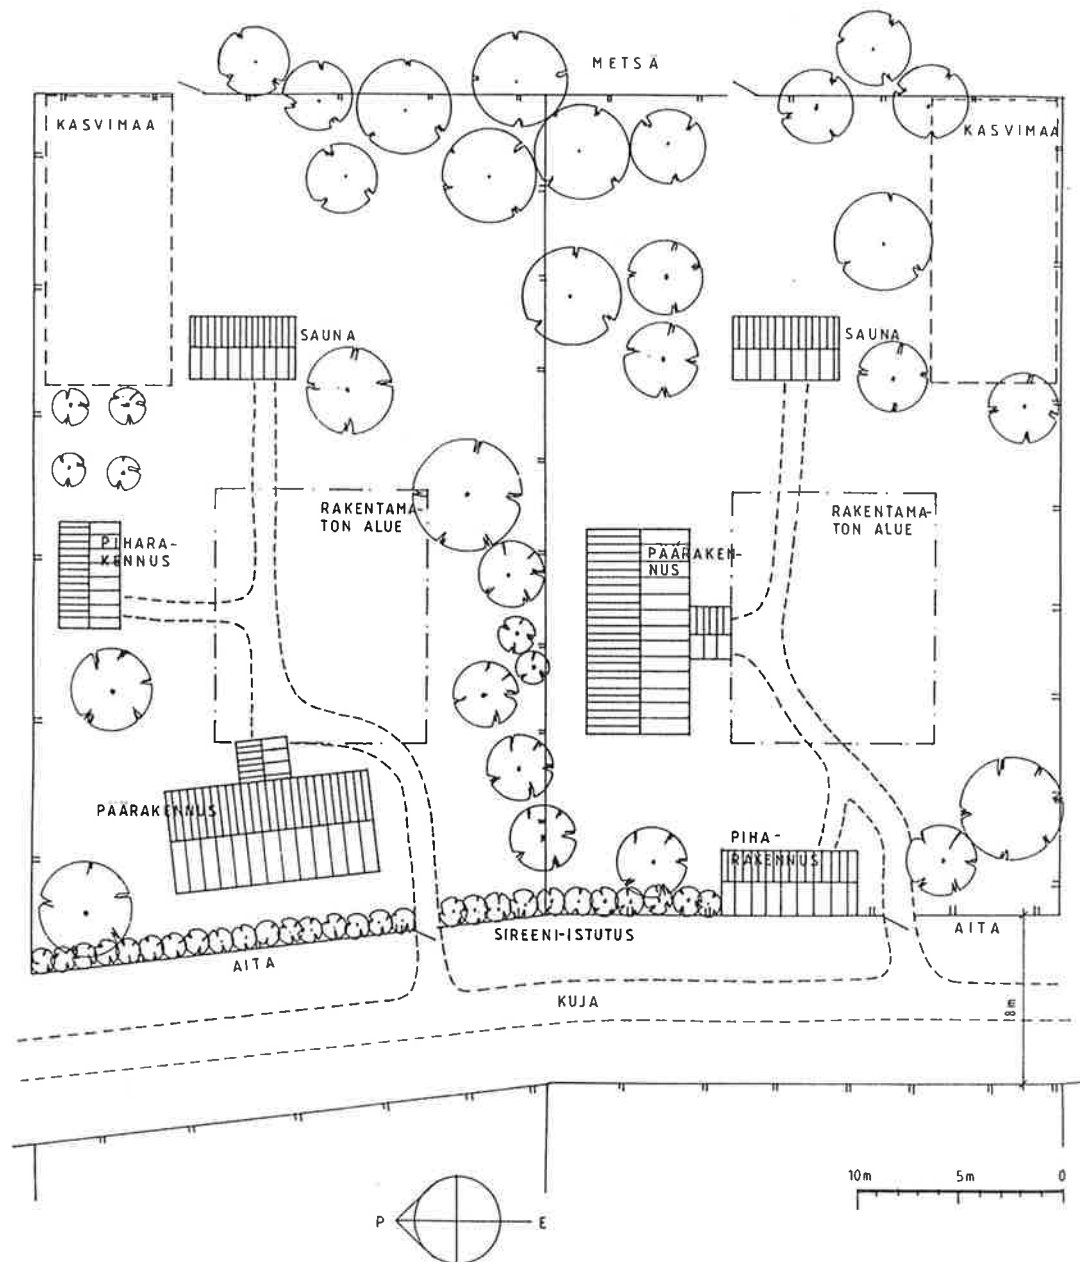 METSÄ
KASVIMAA
KASVIMAA
SAUNA
SAUNA
RAKENTAMA-
TON ALUE
RAKENTAMA-
TON ALUE
PIHARA-
KENNUS
PÄÄRAKEN-
NUS
PÄÄRAKENNUS
PIHA-
RAKENNUS
SIREENI-ISTUTUS
AITA
AITA
KUJA
8m
10m 5m 0
P E